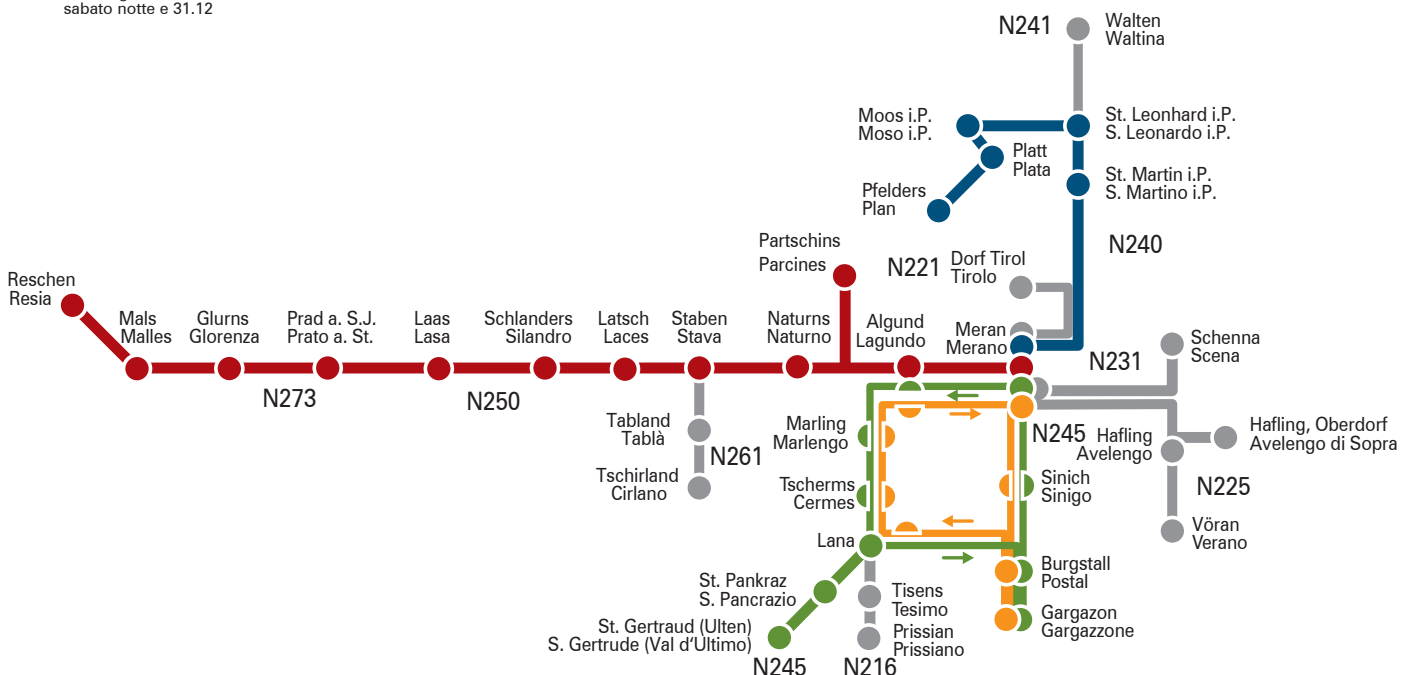 sabato notte e 31.12
N241
Walten
Waltina
Moos i.P.
Moso i.P.
St. Leonhard i.P.
S. Leonardo i.P.
Platt
Plata
St. Martin i.P.
S. Martino i.P.
Pfelders
Plan
N240
Partschins
Parcines
N221
Dorf Tirol
Tirolo
Reschen
Resia
Mals
Malles
Glurns
Glorenza
Prad a. S.J.
Prato a. St.
Laas
Lasa
Schlanders
Silandro
Latsch
Laces
Staben
Stava
Naturns
Naturno
Algund
Lagundo
Meran
Merano
Schenna
Scena
N231
N273
N250
Tabland
Tablà
N261
Tschirland
Cirlano
Marling
Marlengo
N245
Hafling
Avelengo
Hafling, Oberdorf
Avelengo di Sopra
Tscherms
Cermes
Sinich
Sinigo
N225
Lana
Vöran
Verano
St. Pankraz
S. Pancrazio
Tisens
Tesimo
Burgstall
Postal
St. Gertraud (Ulten)
S. Gertrude (Val d'Ultimo)
Prissian
Prissiano
Gargazon
Gargazzone
N245
N216